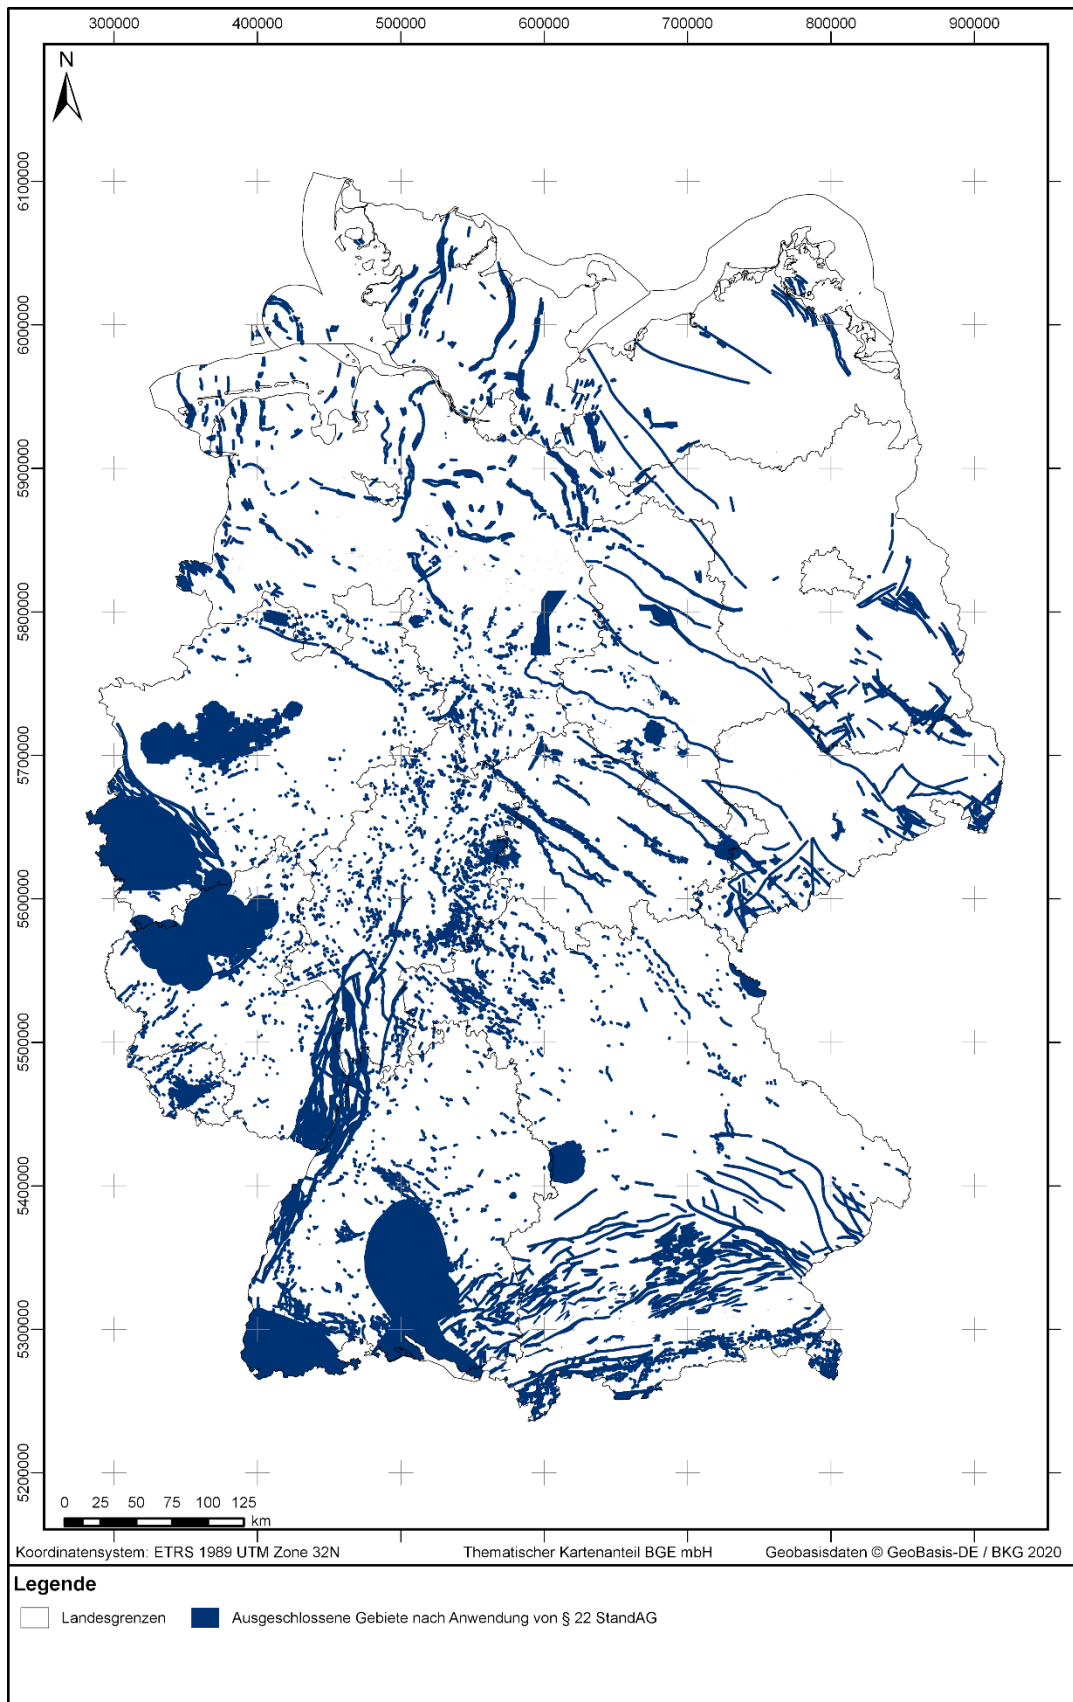 300000 400000 500000 600000 700000 800000 900000
N
6100000
6000000
5900000
5800000
5700000
5600000
5500000
5400000
5300000
5200000
0 25 50 75 100 125
km
Koordinatensystem: ETRS 1989 UTM Zone 32N Thematischer Kartenanteil BGE mbH Geobasisdaten © GeoBasis-DE / BKG 2020
Legende
Landesgrenzen Ausgeschlossene Gebiete nach Anwendung von § 22 StandAG